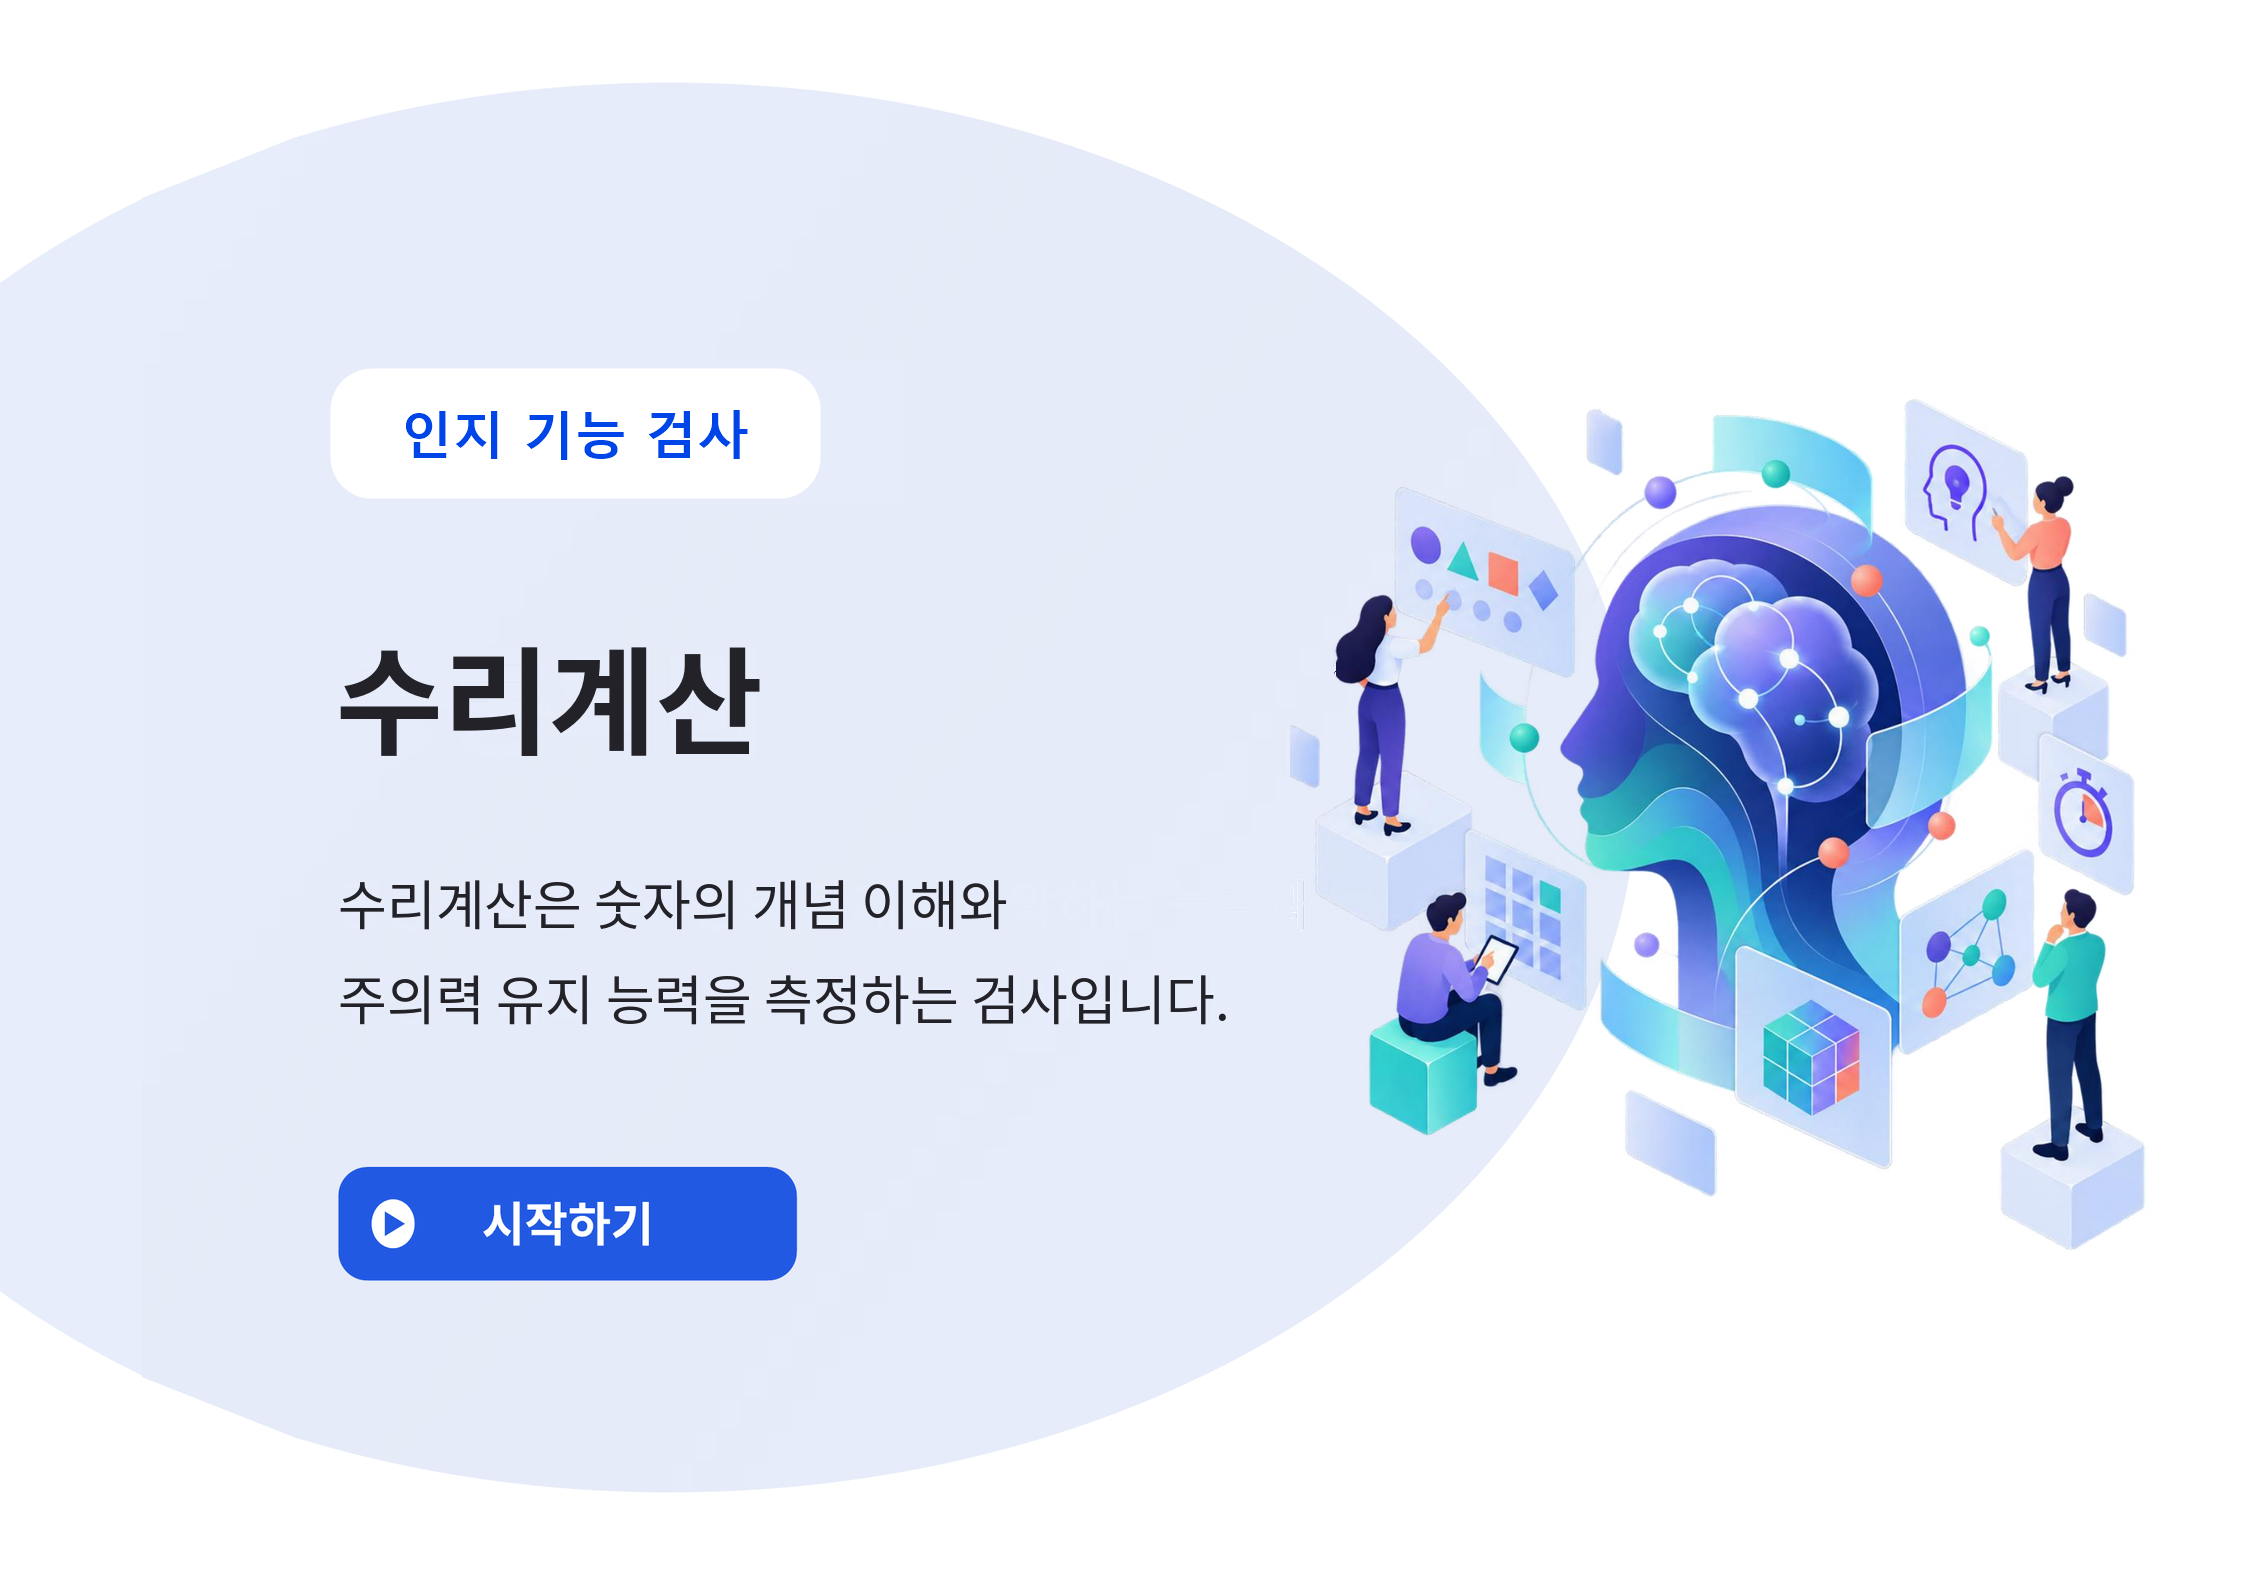 인지 기능 검사
수리계산
수리계산은 숫자의 개념 이해와
주의력 유지 능력을 측정하는 검사입니다.
시작하기